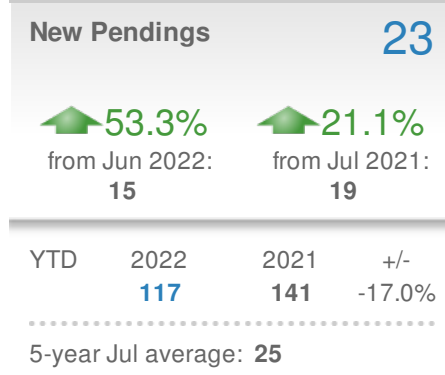 New Pendings 23
53.3% 21.1%
from Jun 2022: from Jul 2021:
15 19
YTD 2022 2021 +/-
117 141 -17.0%
5-year Jul average: 25